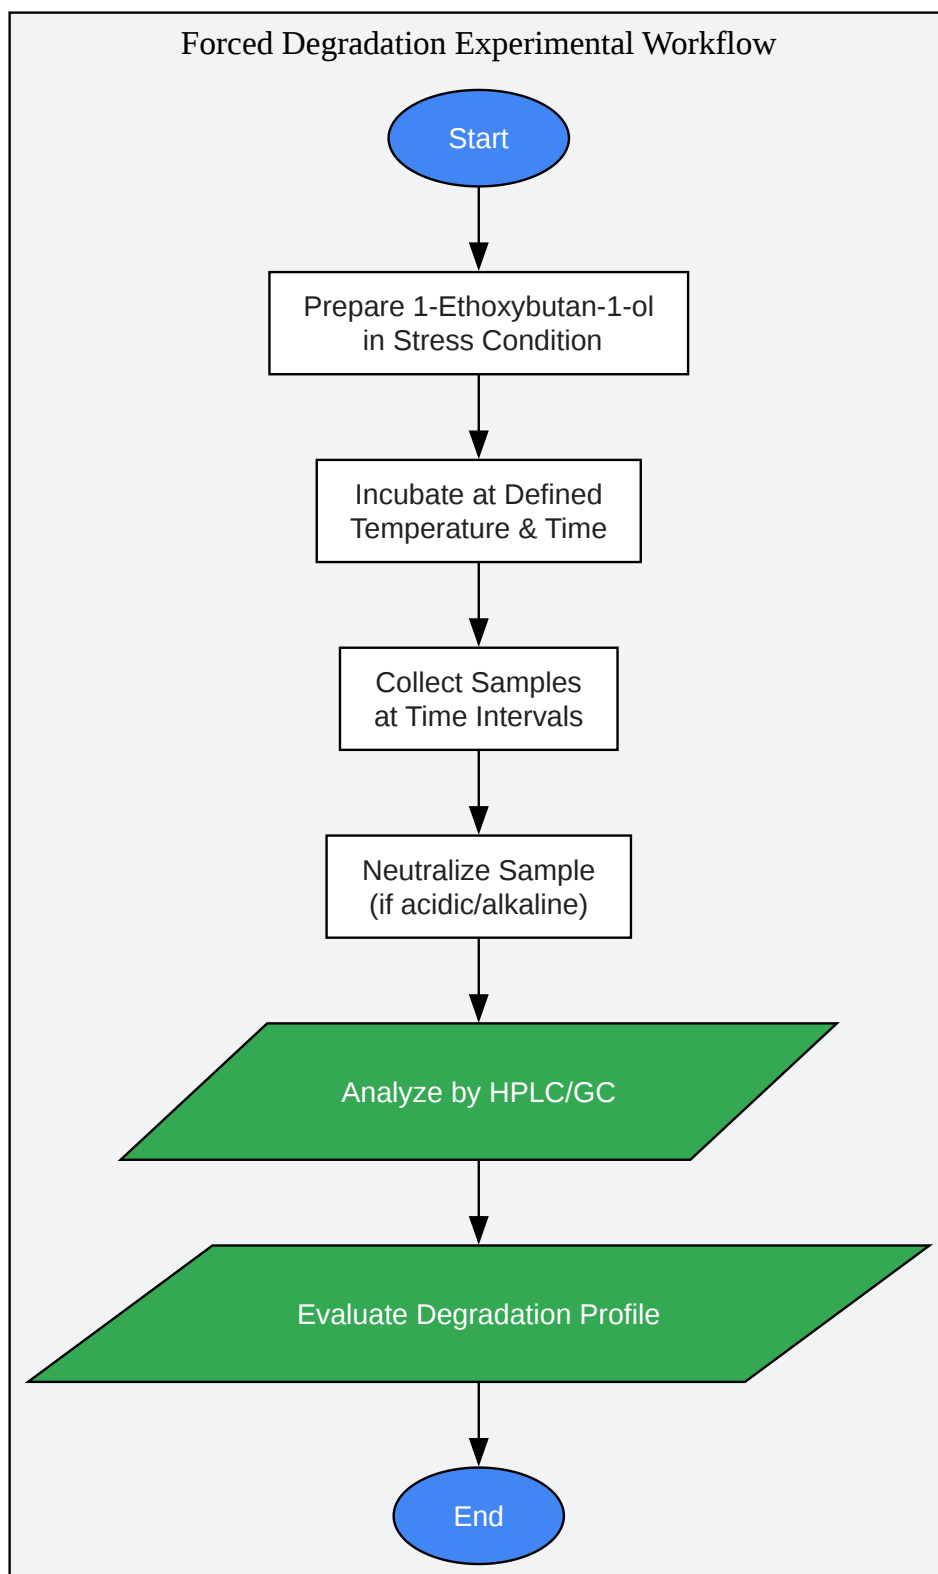 Forced Degradation Experimental Workflow
Start
Prepare 1-Ethoxybutan-1-ol
in Stress Condition
Incubate at Defined
Temperature & Time
Collect Samples
at Time Intervals
Neutralize Sample
(if acidic/alkaline)
Analyze by HPLC/GC
Evaluate Degradation Profile
End